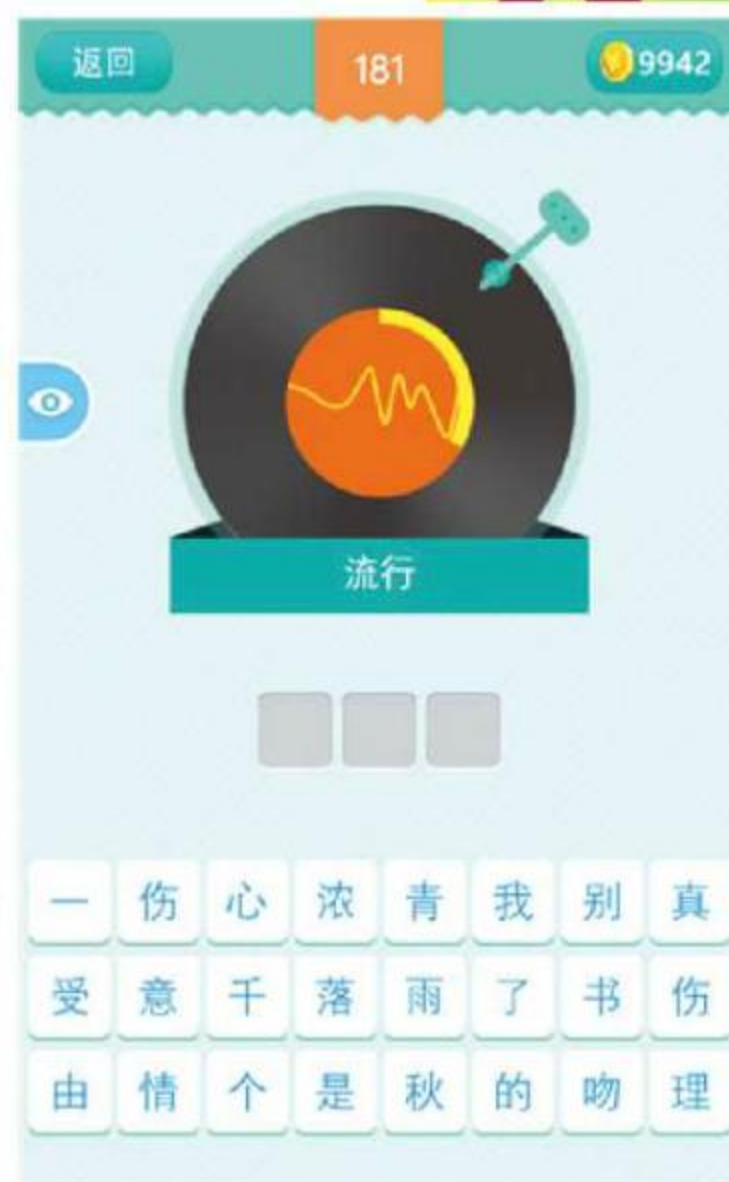 返回 181 9942
流行
一 伤 心 浓 青 我 别 真
受 意 千 落 雨 了 书 伤
由 情 个 是 秋 的 吻 理